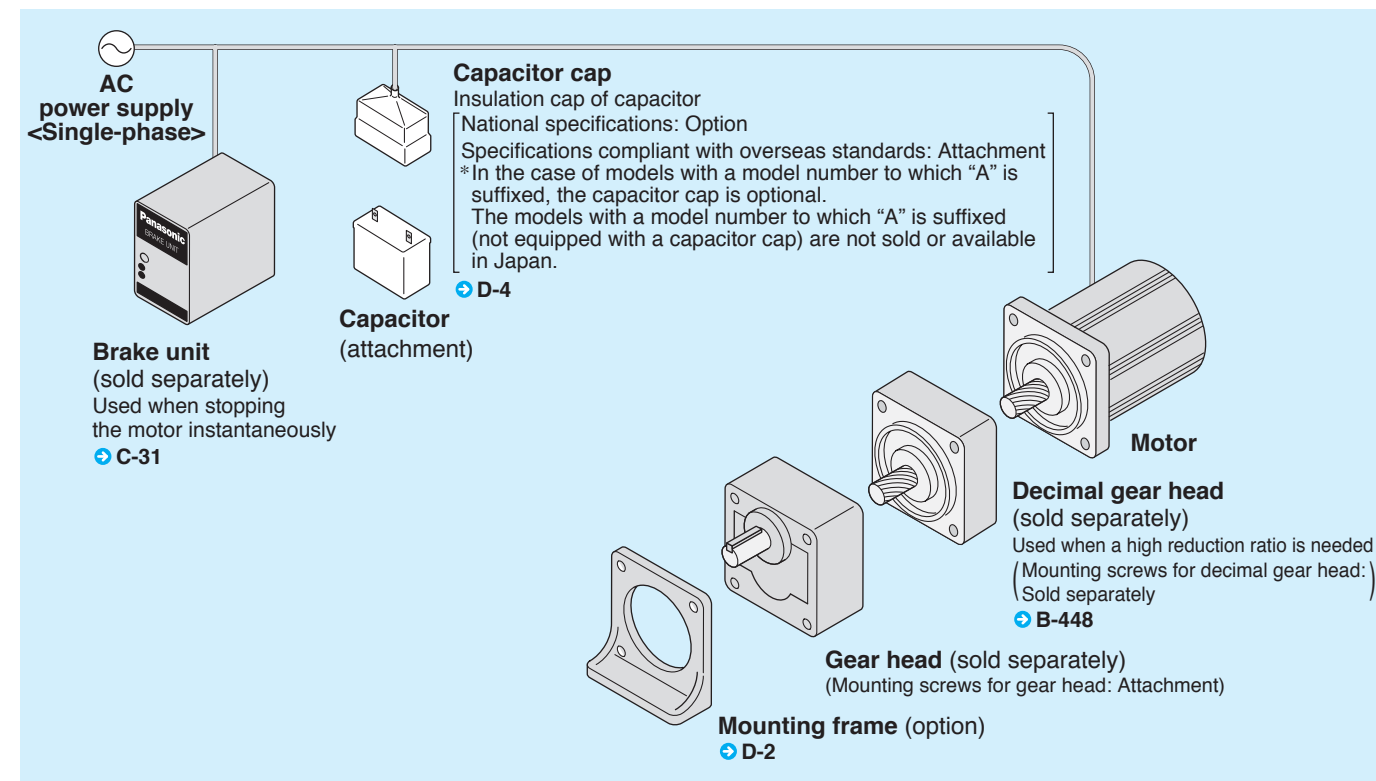 AC
power supply
<Single-phase>
Capacitor cap
Insulation cap of capacitor
National specifications: Option
Specifications compliant with overseas standards: Attachment
*In the case of models with a model number to which “A” is
suffixed, the capacitor cap is optional.
The models with a model number to which “A” is suffixed
(not equipped with a capacitor cap) are not sold or available
in Japan.
D-4
Panasonic
BRAKE UNIT
Capacitor
(attachment)
Brake unit
(sold separately)
Used when stopping
the motor instantaneously
C-31
Motor
Decimal gear head
(sold separately)
Used when a high reduction ratio is needed
(Mounting screws for decimal gear head:
Sold separately)
B-448
Gear head (sold separately)
(Mounting screws for gear head: Attachment)
Mounting frame (option)
D-2